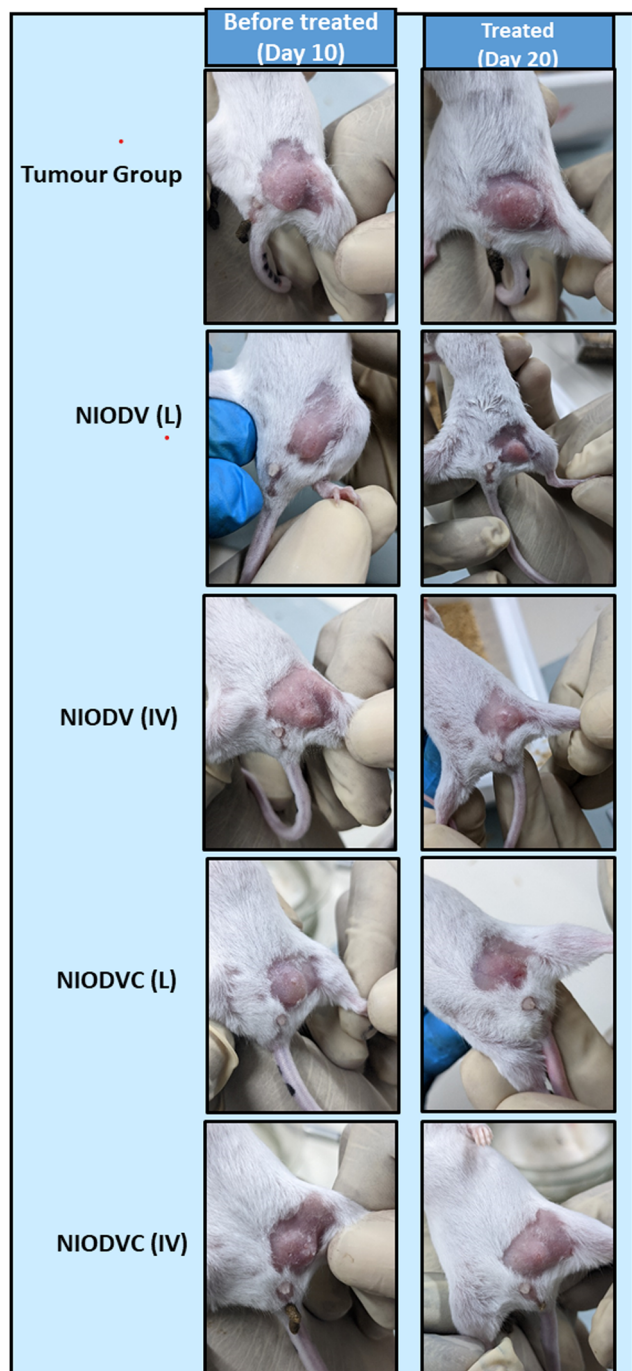 Before treated
(Day 10)
Treated
(Day 20)
Tumour Group
NIODV (L)
NIODV (IV)
NIODVC (L)
NIODVC (IV)